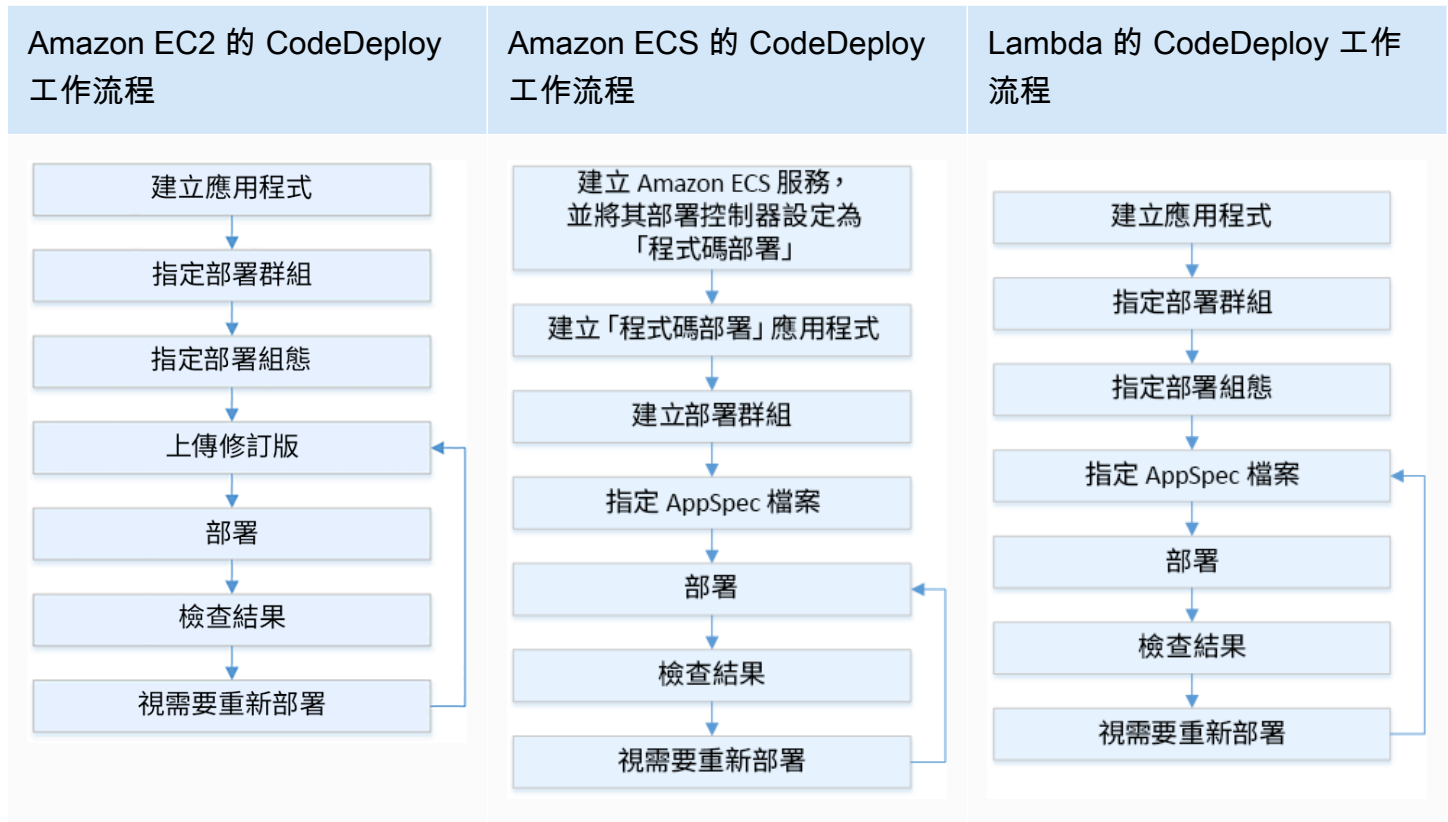 Amazon EC2 的 CodeDeploy
工作流程
Amazon ECS 的 CodeDeploy
工作流程
Lambda 的 CodeDeploy 工作
流程
建立應用程式
指定部署群組
指定部署組態
上傳修訂版
部署
檢查結果
視需要重新部署
建立 Amazon ECS 服務，
並將其部署控制器設定為
「程式碼部署」
建立「程式碼部署」應用程式
建立部署群組
指定 AppSpec 檔案
部署
檢查結果
視需要重新部署
建立應用程式
指定部署群組
指定部署組態
指定 AppSpec 檔案
部署
檢查結果
視需要重新部署